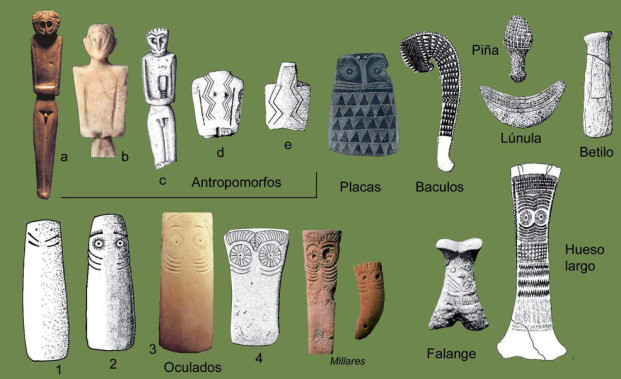 a
b
c
d
e
Antropomorfos
Placas
Baculos
Piña
Lúnula
Betilo
1
2
3
4
Oculados
Millares
Falange
Hueso
largo